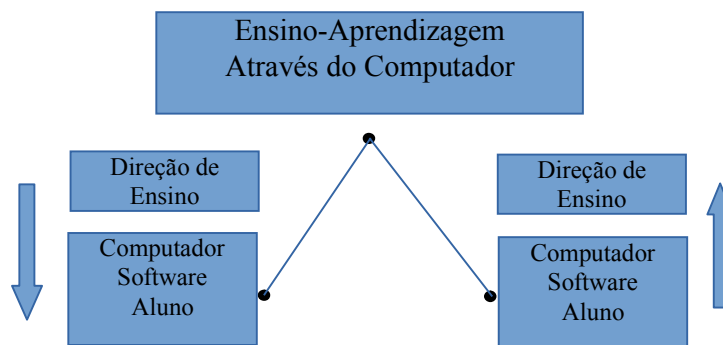 Ensino-Aprendizagem
Através do Computador
Direção de
Ensino
Computador
Software
Aluno
Direção de
Ensino
Computador
Software
Aluno